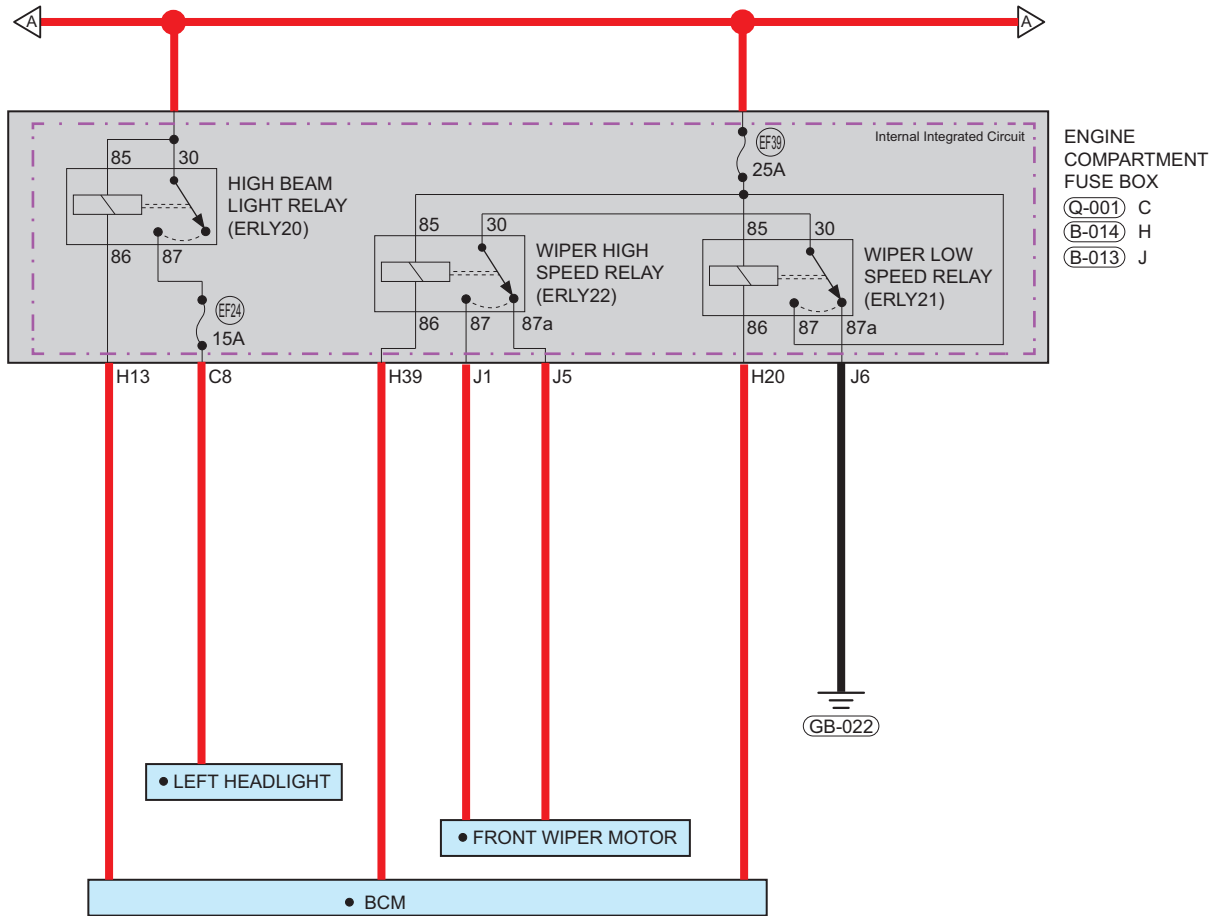 A
A
Internal Integrated Circuit
ENGINE
COMPARTMENT
FUSE BOX
Q-001 C
B-014 H
B-013 J
85 30
HIGH BEAM
LIGHT RELAY
(ERLY20)
86 87
EF24
15A
EF39
25A
85 30
WIPER HIGH
SPEED RELAY
(ERLY22)
86 87 87a
85 30
WIPER LOW
SPEED RELAY
(ERLY21)
86 87 87a
H13 C8 H39 J1 J5 H20 J6
GB-022
• LEFT HEADLIGHT
• FRONT WIPER MOTOR
• BCM